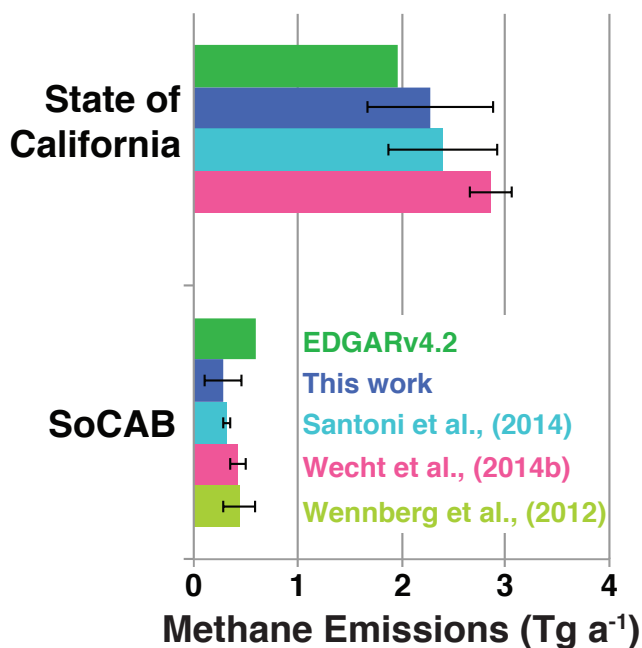 State of
California
SoCAB
EDGARv4.2
This work
Santoni et al., (2014)
Wecht et al., (2014b)
Wennberg et al., (2012)
0 1 2 3 4
Methane Emissions (Tg a⁻¹)